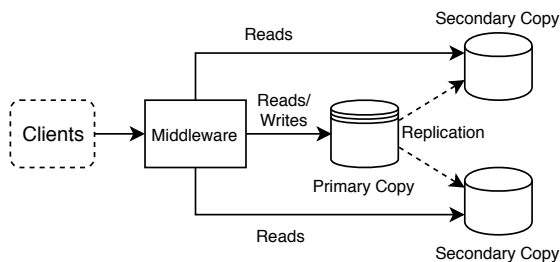 Secondary Copy
Reads
Reads/
Writes
Clients
Middleware
Replication
Primary Copy
Reads
Secondary Copy